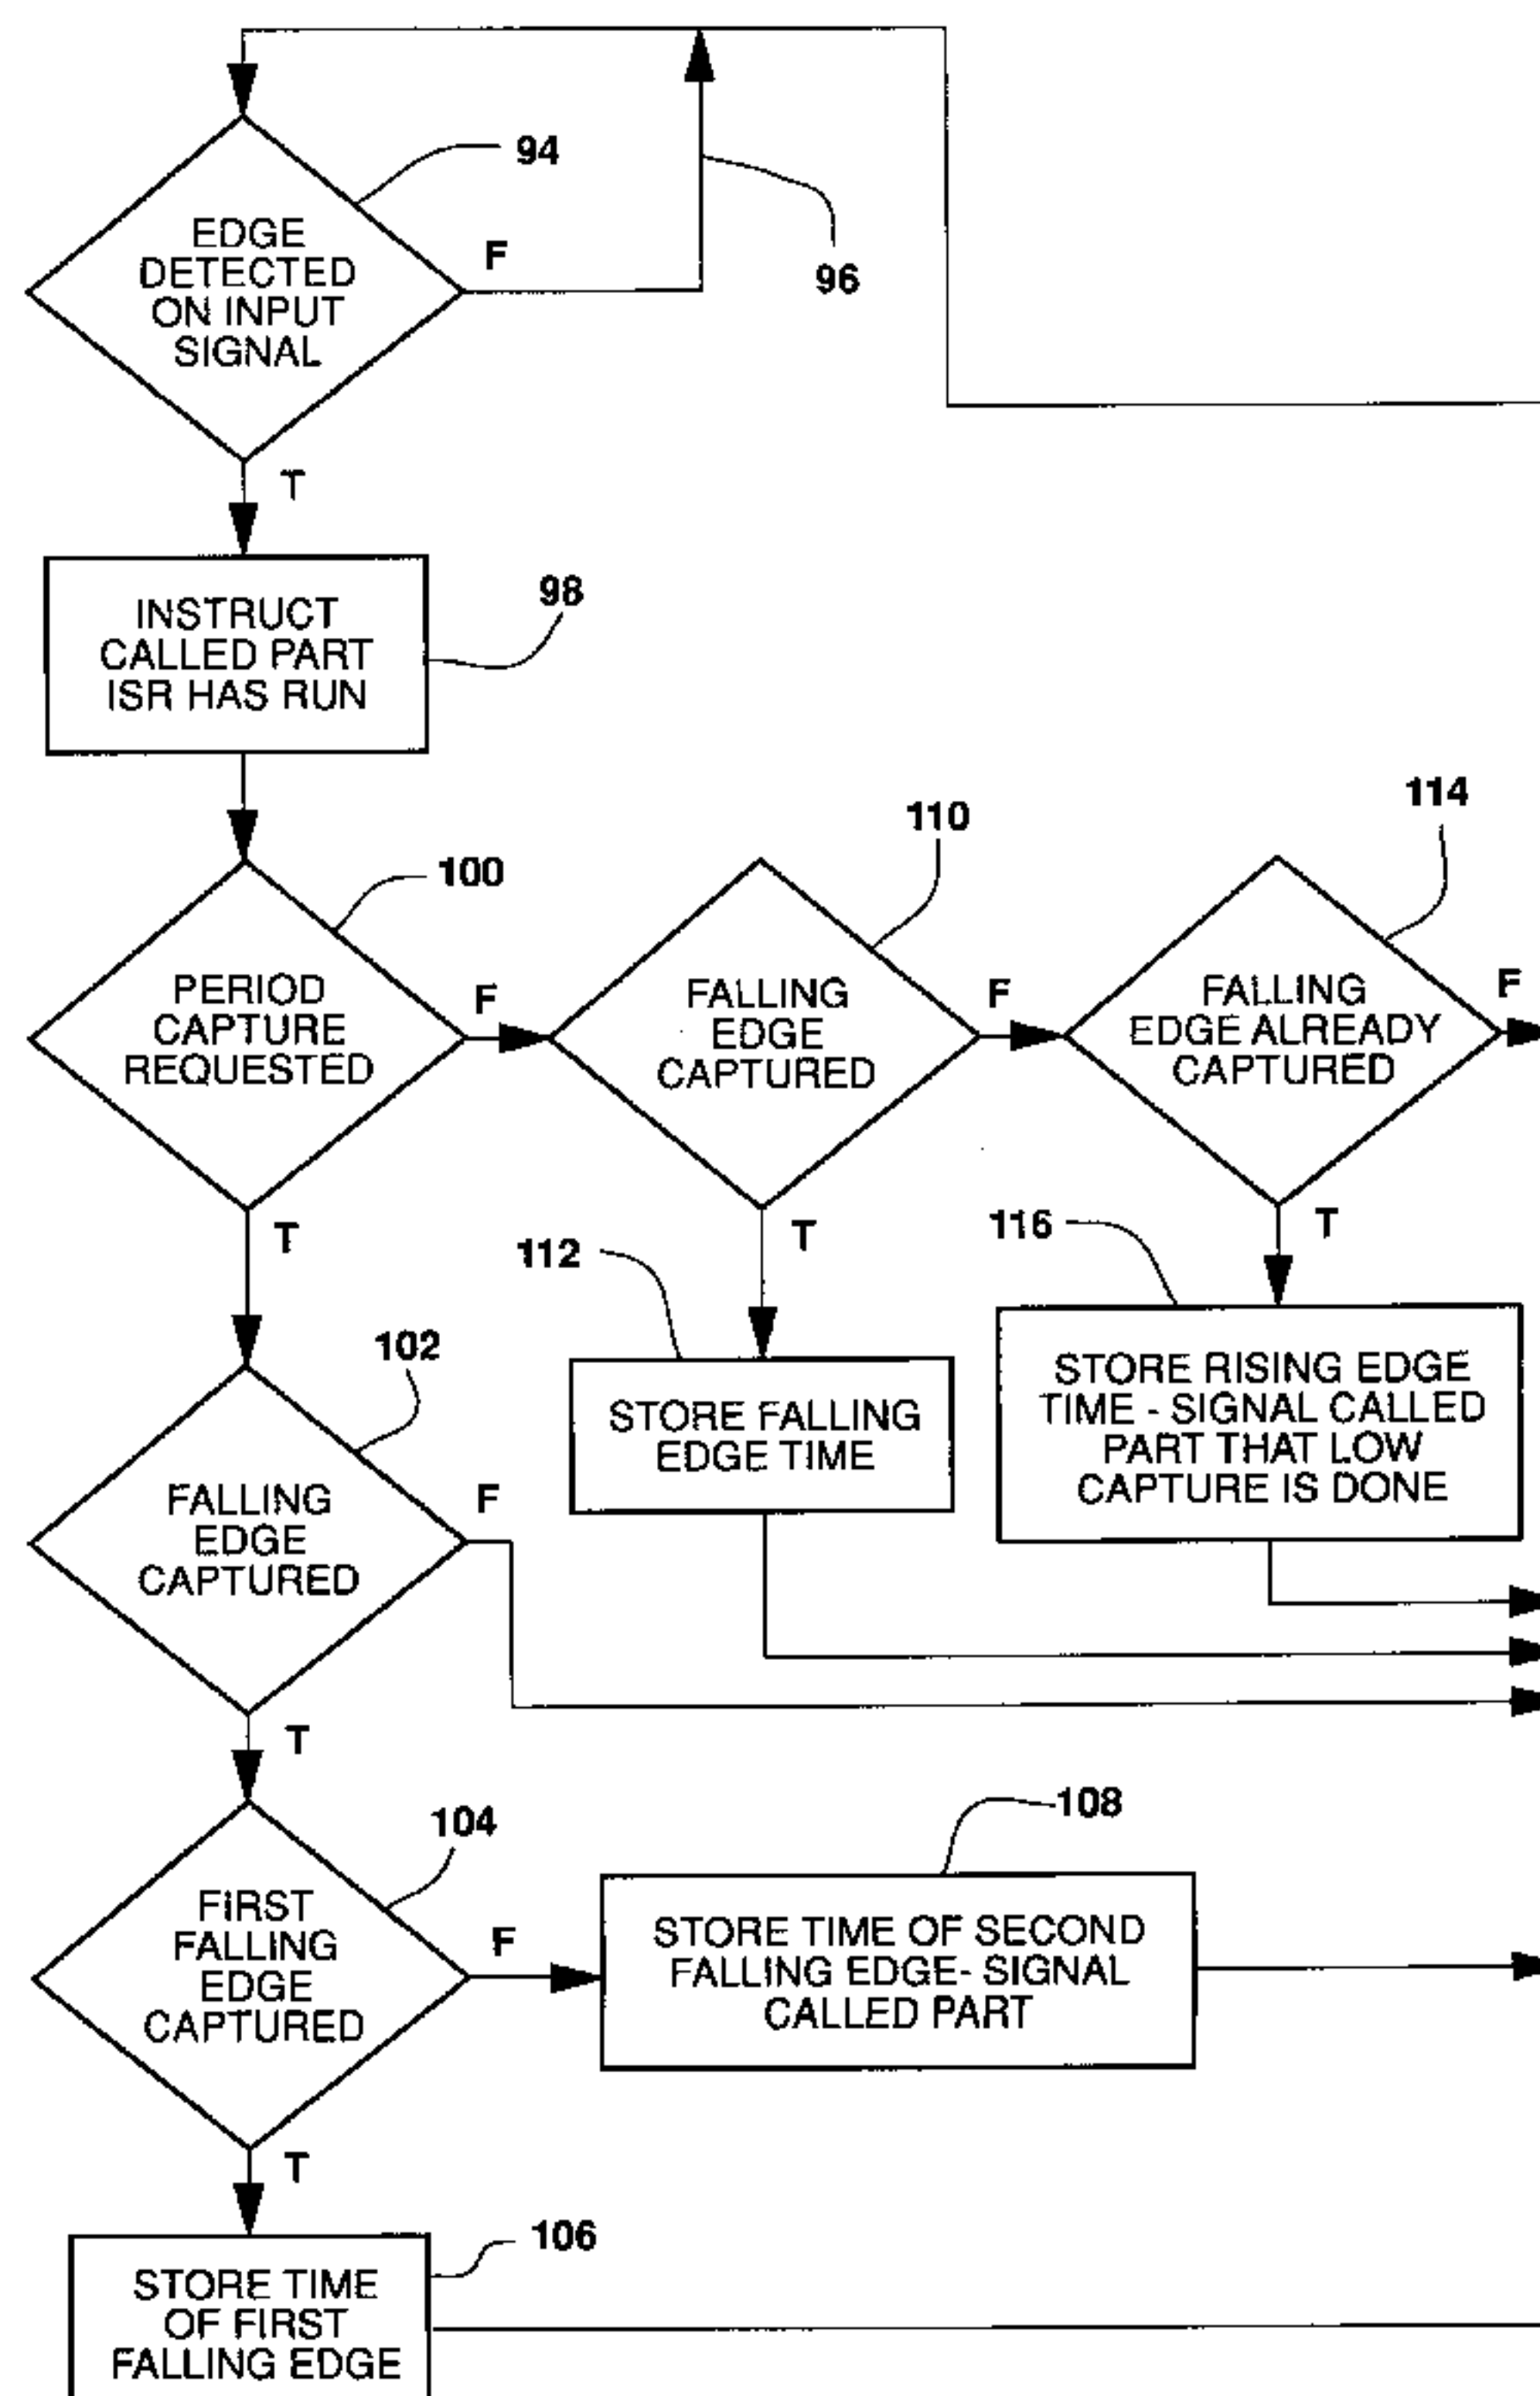 94
EDGE
DETECTED
ON INPUT
SIGNAL
F
96
T
INSTRUCT
CALLED PART
ISR HAS RUN
98
100
PERIOD
CAPTURE
REQUESTED
F
T
110
FALLING
EDGE
CAPTURED
F
T
114
FALLING
EDGE ALREADY
CAPTURED
F
T
112
STORE FALLING
EDGE TIME
116
STORE RISING EDGE
TIME - SIGNAL CALLED
PART THAT LOW
CAPTURE IS DONE
102
FALLING
EDGE
CAPTURED
F
T
104
FIRST
FALLING
EDGE
CAPTURED
F
T
108
STORE TIME OF SECOND
FALLING EDGE- SIGNAL
CALLED PART
106
STORE TIME
OF FIRST
FALLING EDGE